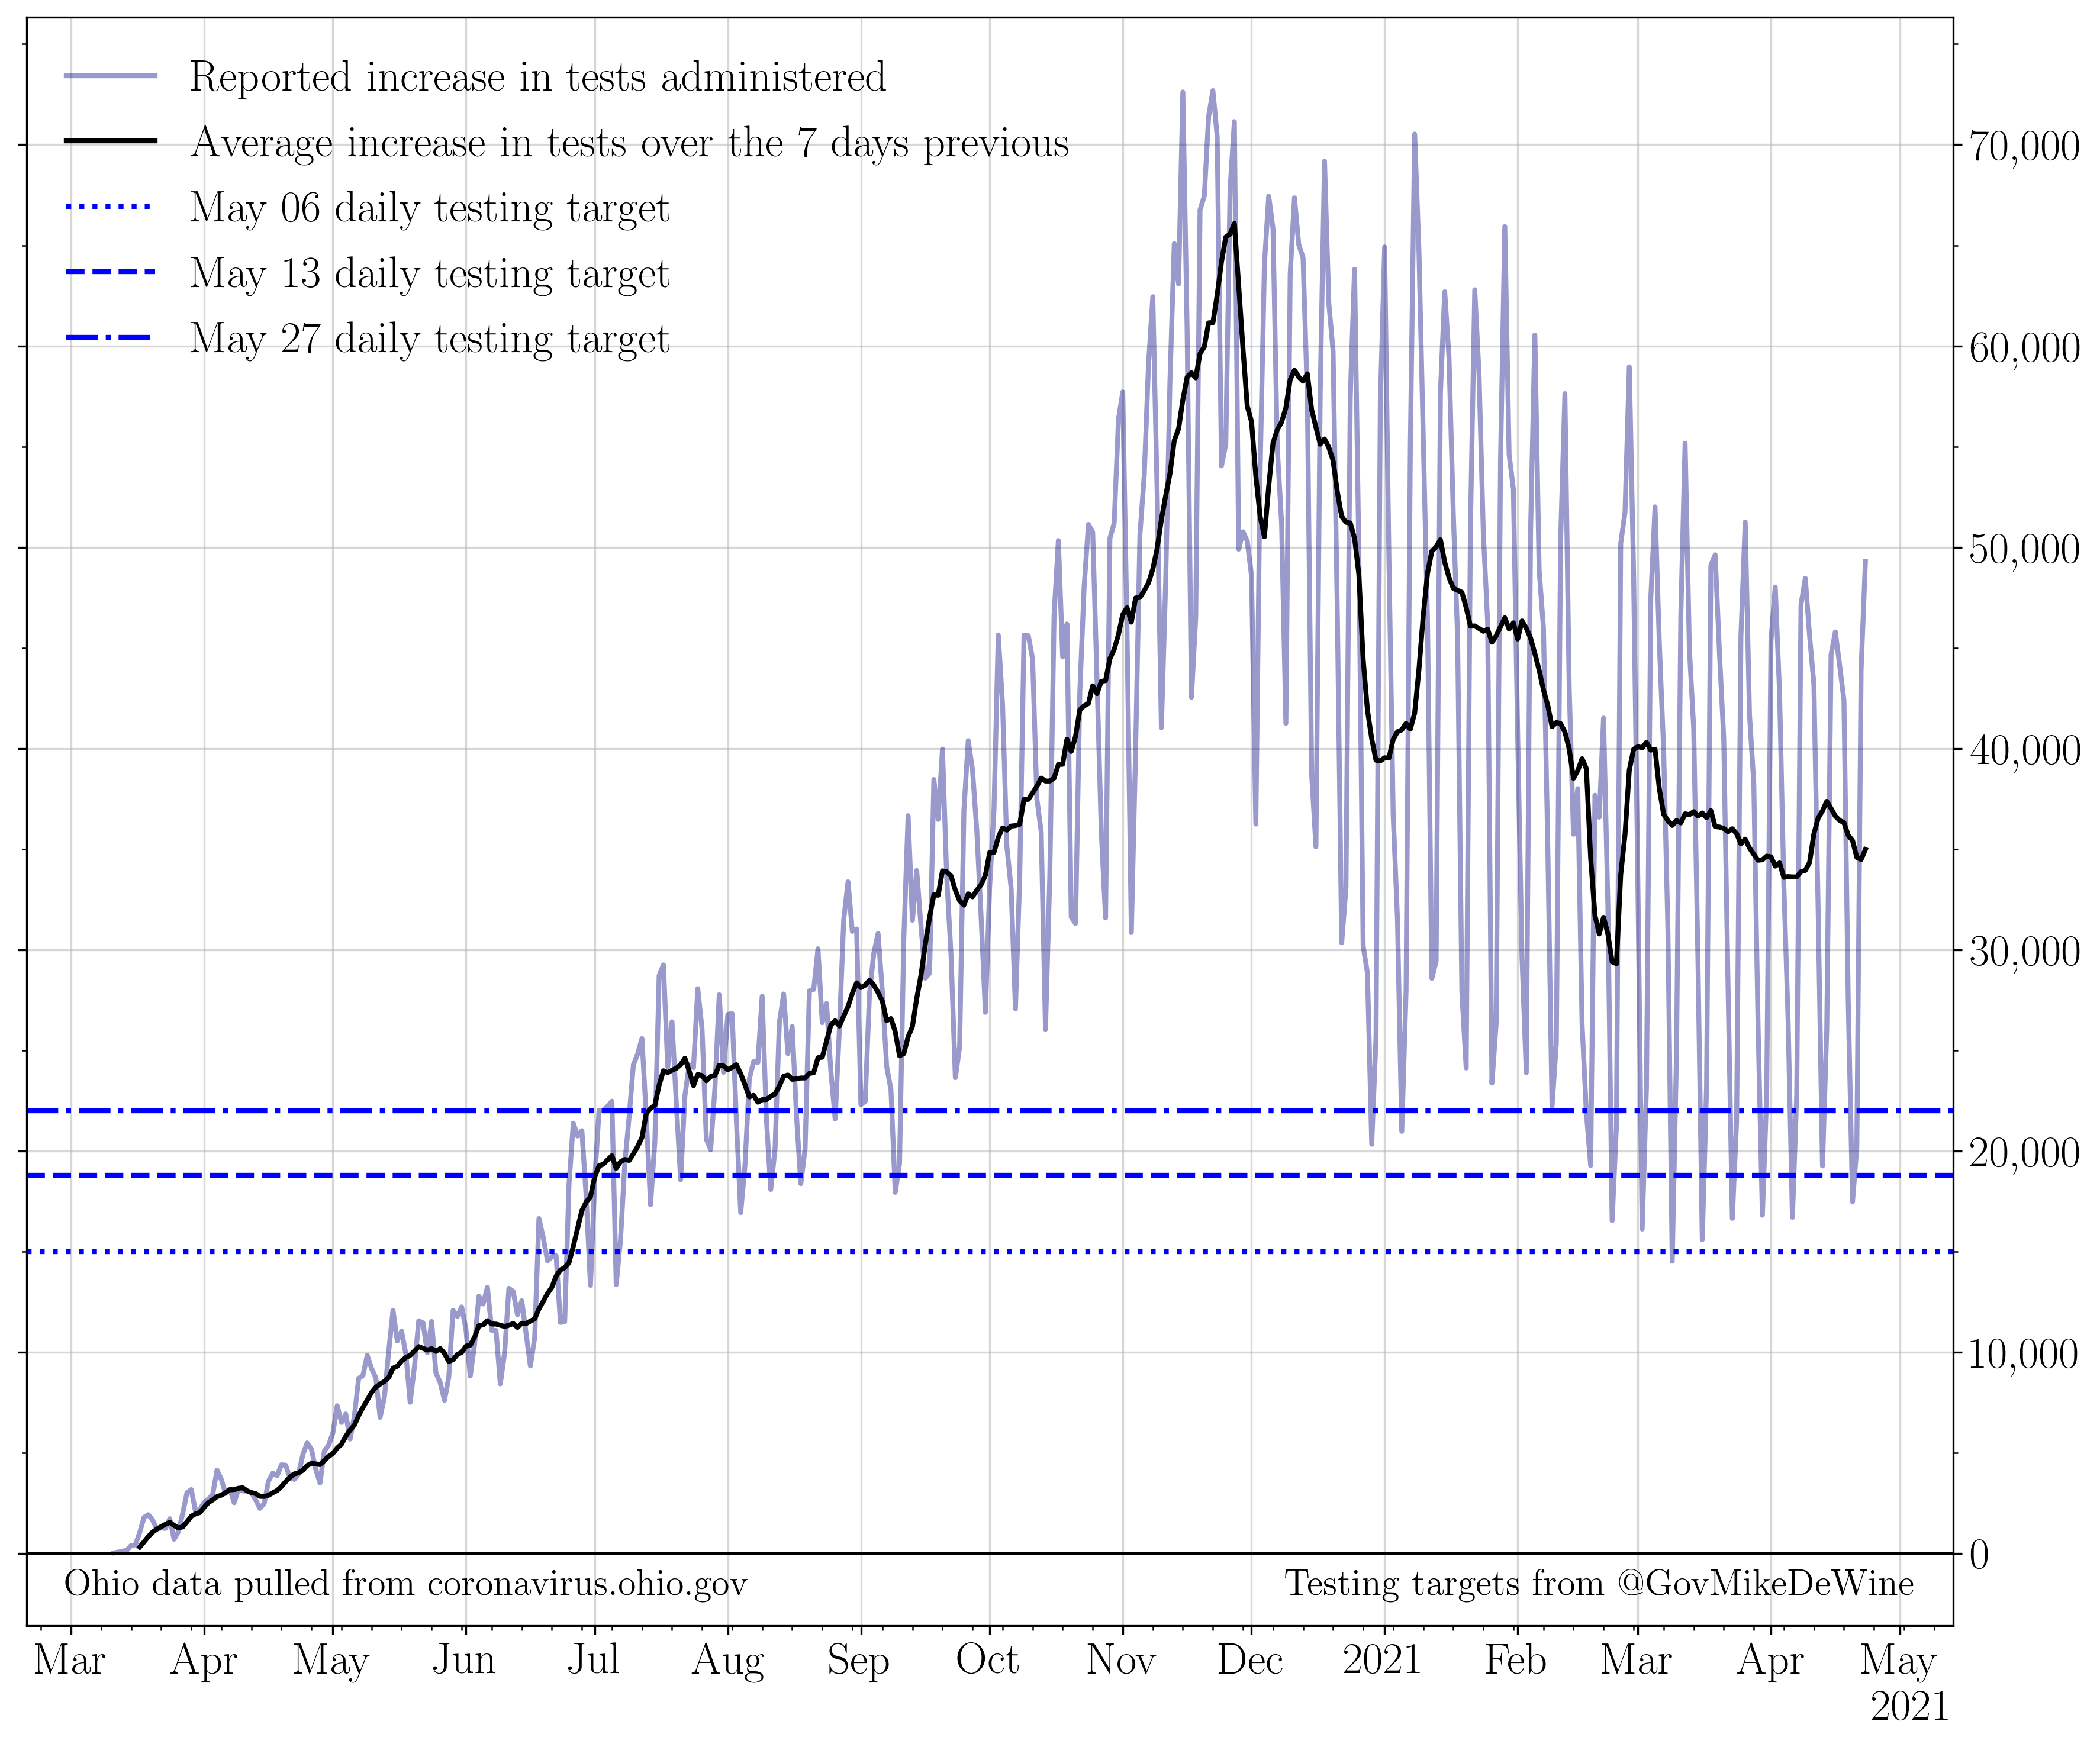 Reported increase in tests administered
Average increase in tests over the 7 days previous
May 06 daily testing target
May 13 daily testing target
May 27 daily testing target
70,000
60,000
50,000
40,000
30,000
20,000
10,000
0
Ohio data pulled from coronavirus.ohio.gov
Testing targets from @GovMikeDeWine
Mar Apr May Jun Jul Aug Sep Oct Nov Dec 2021 Feb Mar Apr May
2021